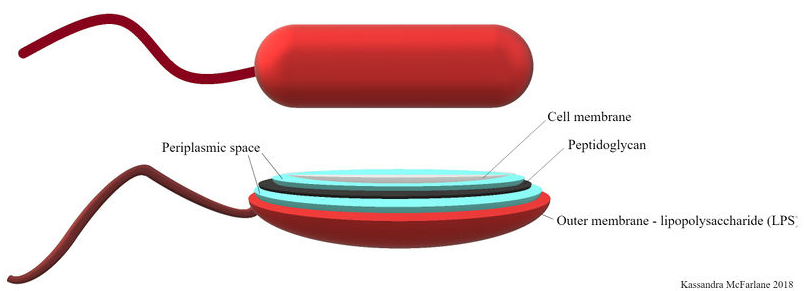 Cell membrane
Periplasmic space
Peptidoglycan
Outer membrane - lipopolysaccharide (LPS
Kassandra McFarlane 2018